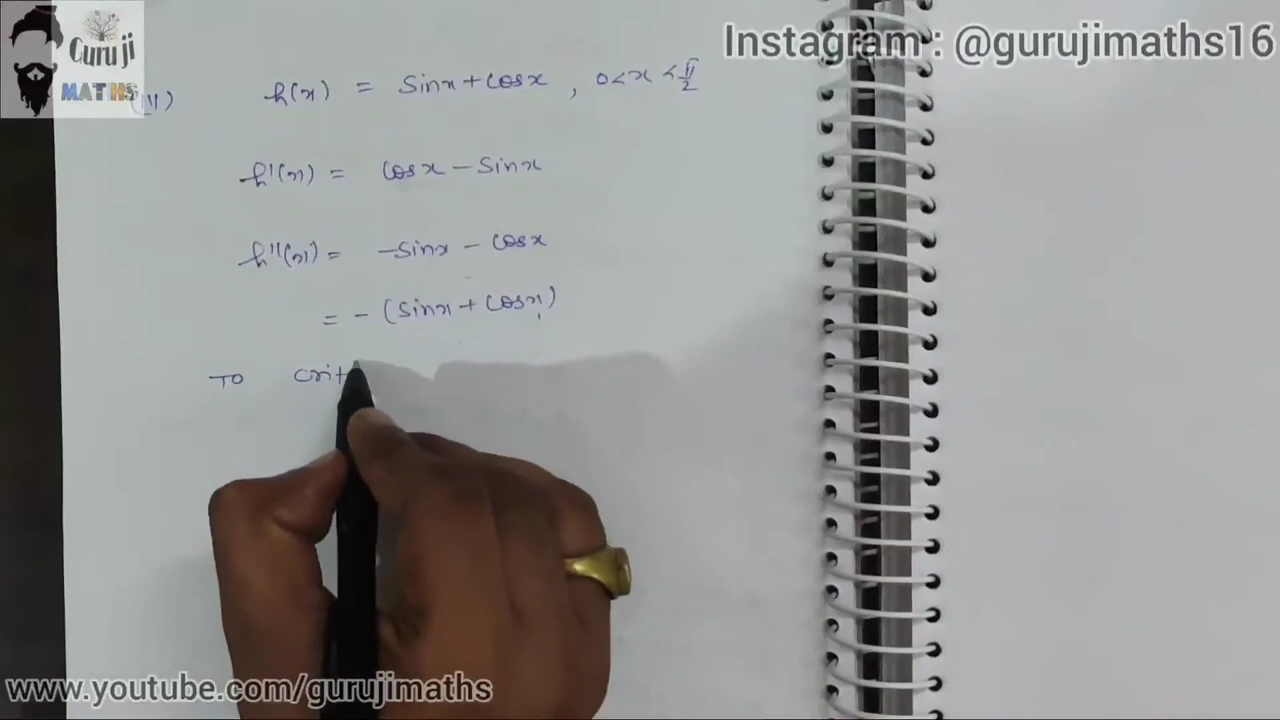 Guru ji
MATHS
Instagram : @gurujimaths16
(III) h(x) = Sinx + Cosx , 0<x<π/2
h'(x) = Cosx - Sinx
h''(x) = -Sinx - Cosx
= - (Sinx + Cosx)
To crit
www.youtube.com/gurujimaths